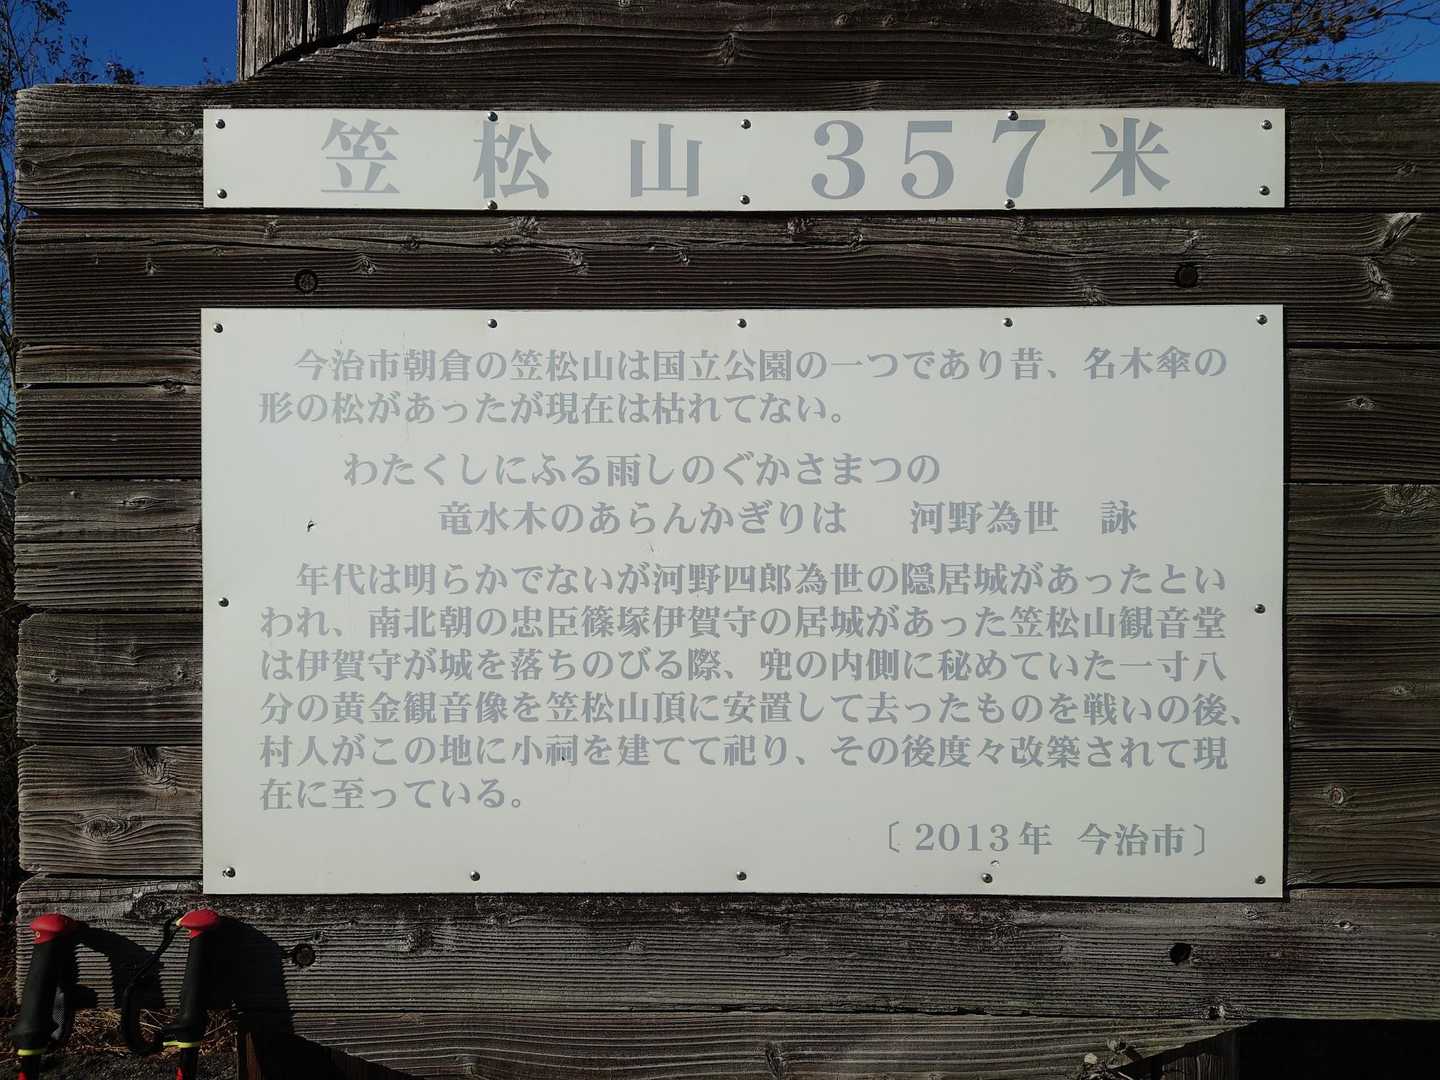 笠松山 357米
今治市朝倉の笠松山は国立公園の一つであり昔、名木傘の
形の松があったが現在は枯れてない。
わたくしにふる雨しのぐかさまつの
竜水木のあらんかぎりは 河野為世 詠
年代は明らかでないが河野四郎為世の隠居城があったとい
われ、南北朝の忠臣篠塚伊賀守の居城があった笠松山観音堂
は伊賀守が城を落ちのびる際、兜の内側に秘めていた一寸八
分の黄金観音像を笠松山頂に安置して去ったものを戦いの後、
村人がこの地に小祠を建てて祀り、その後度々改築されて現
在に至っている。
〔2013年 今治市〕